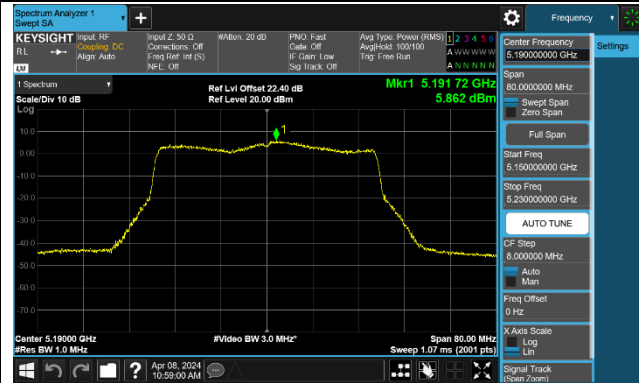 Spectrum Analyzer 1
Swept SA
+
Frequency
KEYSIGHT
RL
LXI
Input: RF
Coupling: DC
Align: Auto
Input Z: 50 Ω
Corrections: Off
Freq Ref: Int (S)
NFE: Off
#Atten: 20 dB
PNO: Fast
Gate: Off
IF Gain: Low
Sig Track: Off
Avg Type: Power (RMS)
Avg|Hold: 100/100
Trig: Free Run
1 2 3 4 5 6
A W W W W W
A N N N N N
1 Spectrum
Scale/Div 10 dB
Log
Ref Lvl Offset 22.40 dB
Ref Level 20.00 dBm
Mkr1 5.191 72 GHz
5.862 dBm
1
10.0
0.00
-10.0
-20.0
-30.0
-40.0
-50.0
-60.0
-70.0
Center 5.19000 GHz
#Res BW 1.0 MHz
#Video BW 3.0 MHz*
Span 80.00 MHz
Sweep 1.07 ms (2001 pts)
Apr 08, 2024
10:59:00 AM
Settings
Center Frequency
5.190000000 GHz
Span
80.0000000 MHz
Swept Span
Zero Span
Full Span
Start Freq
5.150000000 GHz
Stop Freq
5.230000000 GHz
AUTO TUNE
CF Step
8.000000 MHz
Auto
Man
Freq Offset
0 Hz
X Axis Scale
Log
Lin
Signal Track
(Span Zoom)